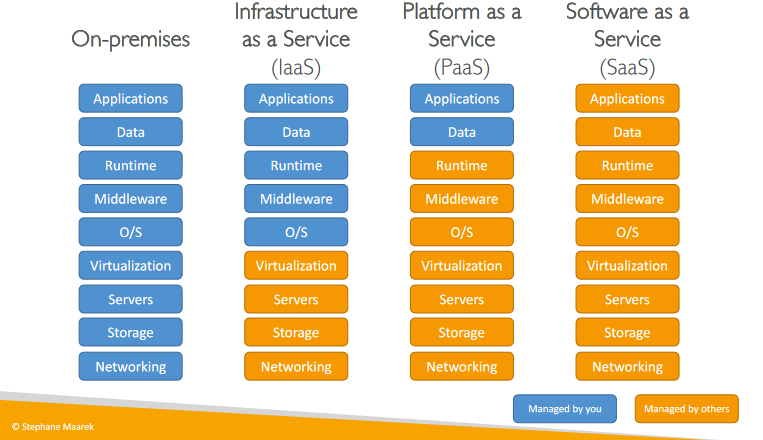 On-premises
Infrastructure
as a Service
(IaaS)
Platform as a
Service
(PaaS)
Software as a
Service
(SaaS)
Applications
Applications
Applications
Applications
Data
Data
Data
Data
Runtime
Runtime
Runtime
Runtime
Middleware
Middleware
Middleware
Middleware
O/S
O/S
O/S
O/S
Virtualization
Virtualization
Virtualization
Virtualization
Servers
Servers
Servers
Servers
Storage
Storage
Storage
Storage
Networking
Networking
Networking
Networking
Managed by you
Managed by others
© Stephane Maarek